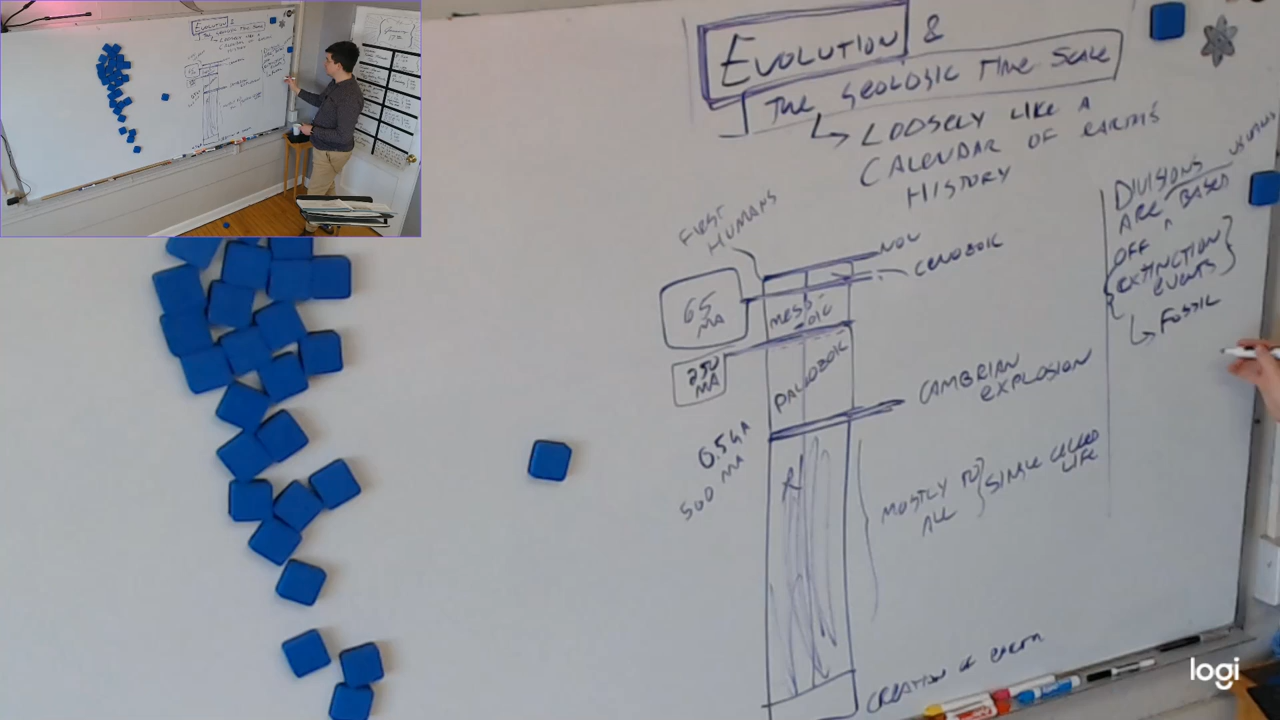 EVOLUTION &
THE GEOLOGIC TIME SCALE
↳ LOOSELY LIKE A
CALENDAR OF EARTH'S
HISTORY
FIRST
HUMANS
NOW
CENOZOIC
65
MA
MESO-
ZOIC
250
MA
PALEOZOIC
CAMBRIAN
EXPLOSION
0.5 GA
500 MA
MOSTLY TO
ALL
SINGLE CELLED
LIFE
CREATION OF EARTH
DIVISIONS
ARE BASED
OFF
EXTINCTION
EVENTS
↳ FOSSIL
logi